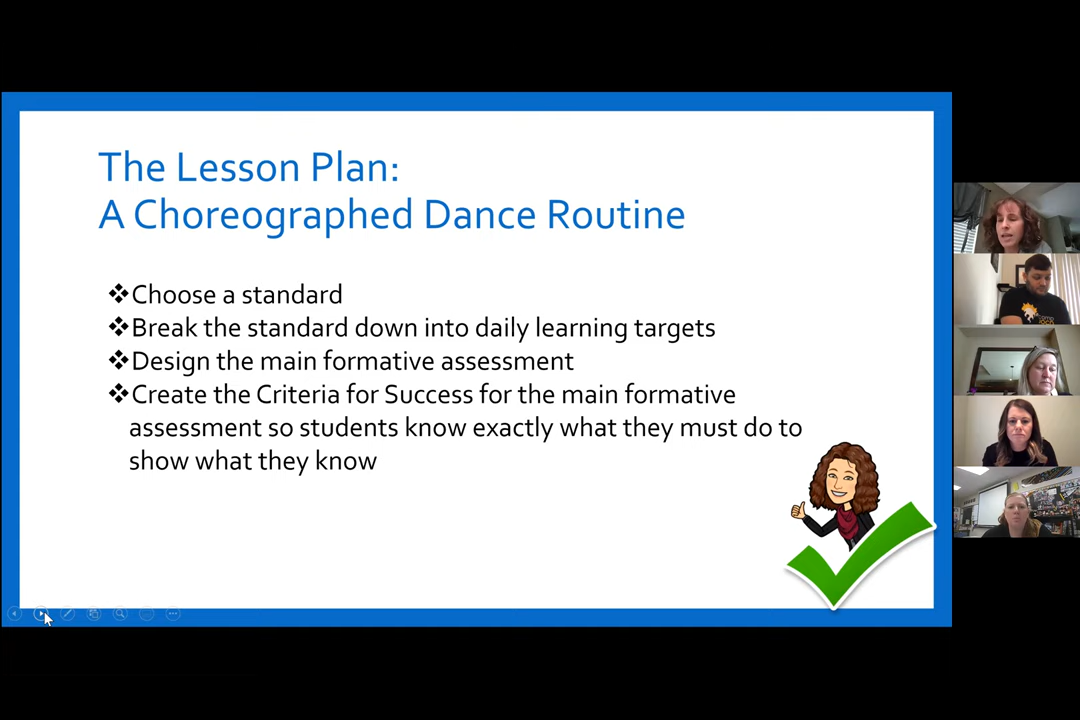 The Lesson Plan:
A Choreographed Dance Routine
❖Choose a standard
❖Break the standard down into daily learning targets
❖Design the main formative assessment
❖Create the Criteria for Success for the main formative
assessment so students know exactly what they must do to
show what they know